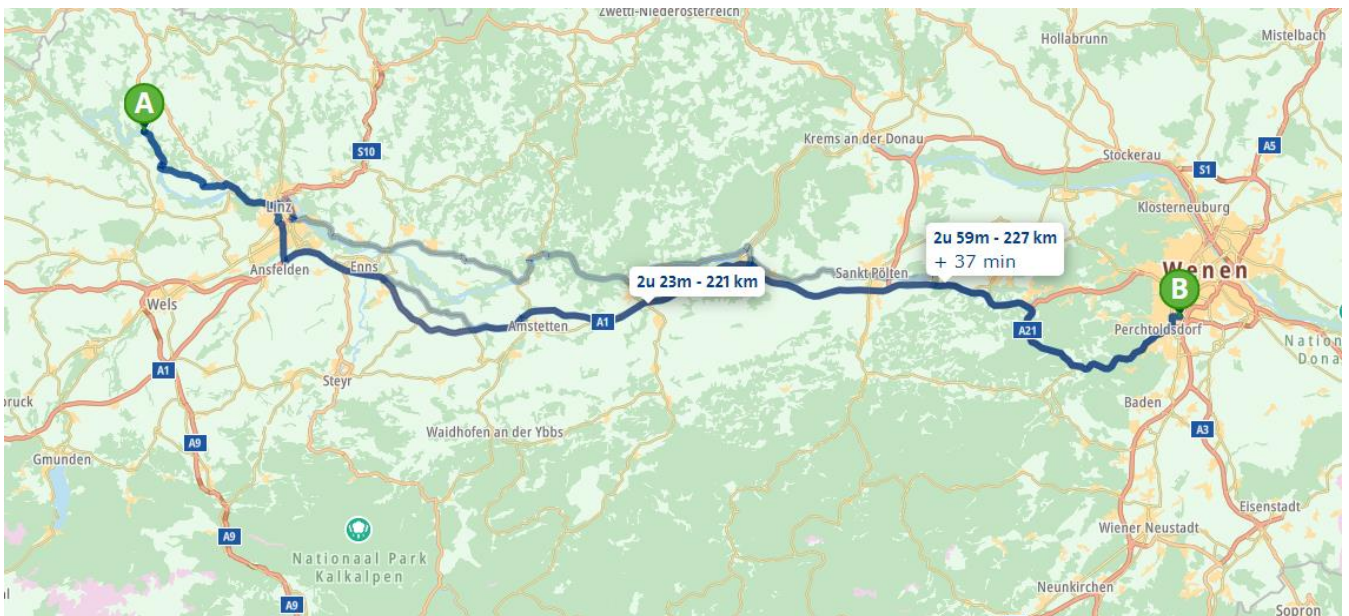 Zwettl-Niederösterreich
Hollabrunn
Mistelbach
A
Krems an der Donau
A5
S10
Stockerau
S1
Klosterneuburg
Linz
2u 59m - 227 km
+ 37 min
Ansfelden
Enns
Sankt Pölten
Wenen
2u 23m - 221 km
B
Wels
Amstetten
A1
A21
Perchtoldsdorf
A1
Steyr
Baden
Waidhofen an der Ybbs
A9
A3
Gmunden
Eisenstadt
A9
Wiener Neustadt
Nationaal Park
Kalkalpen
Neunkirchen
A9
Sopron